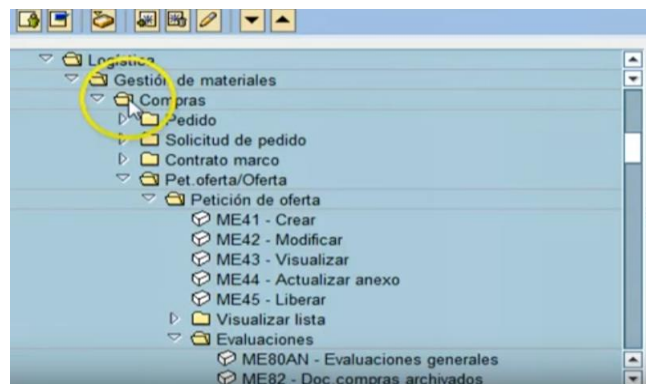 Logística
Gestión de materiales
Compras
Pedido
Solicitud de pedido
Contrato marco
Pet.oferta/Oferta
Petición de oferta
ME41 - Crear
ME42 - Modificar
ME43 - Visualizar
ME44 - Actualizar anexo
ME45 - Liberar
Visualizar lista
Evaluaciones
ME80AN - Evaluaciones generales
ME82 - Doc.compras archivados